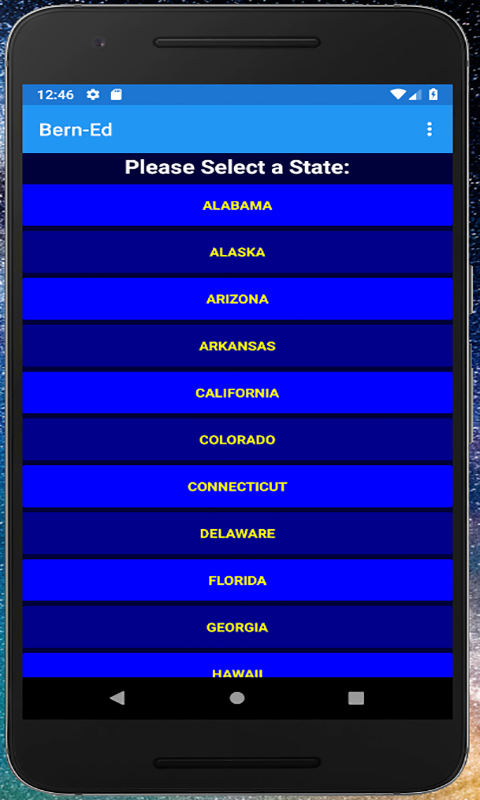 12:46
Bern-Ed
Please Select a State:
ALABAMA
ALASKA
ARIZONA
ARKANSAS
CALIFORNIA
COLORADO
CONNECTICUT
DELAWARE
FLORIDA
GEORGIA
HAWAII